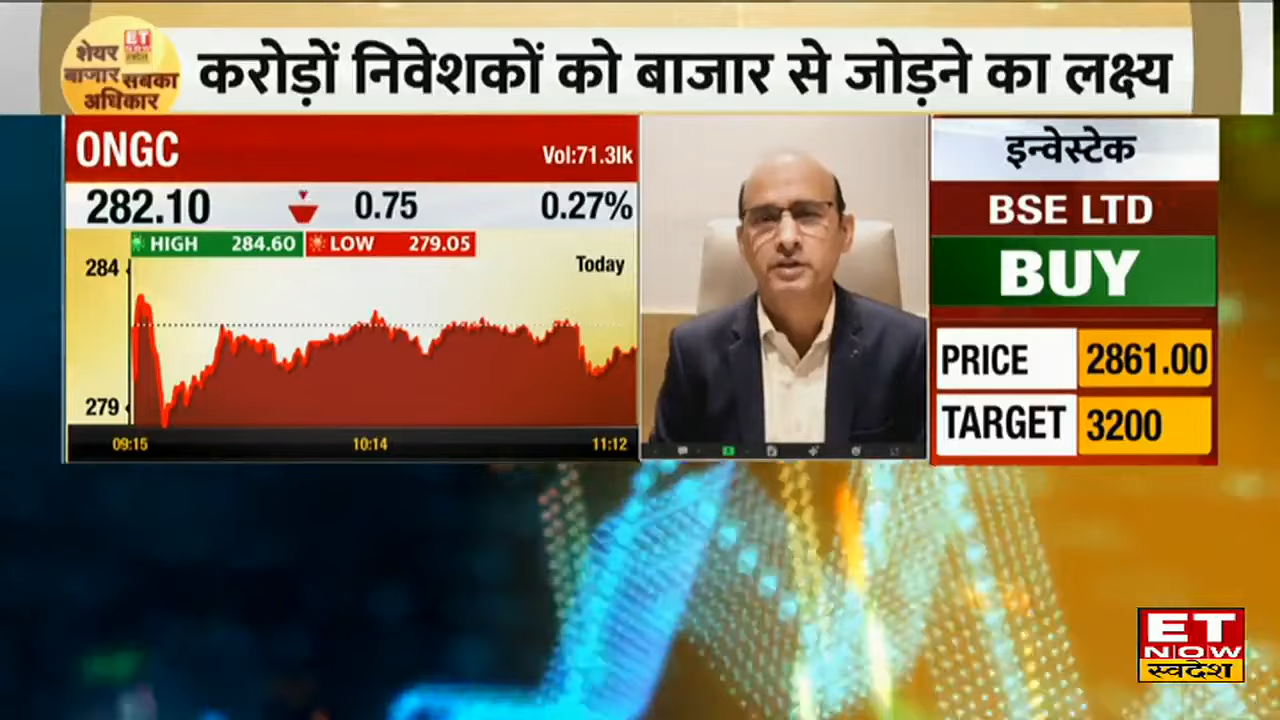 शेयर
बाजार सबका
अधिकार
ET
NOW
स्वदेश
करोड़ों निवेशकों को बाजार से जोड़ने का लक्ष्य
ONGC
Vol:71.3lk
282.10 0.75 0.27%
HIGH 284.60 LOW 279.05
Today
284
279
09:15 10:14 11:12
इन्वेस्टेक
BSE LTD
BUY
PRICE 2861.00
TARGET 3200
ET
NOW
स्वदेश